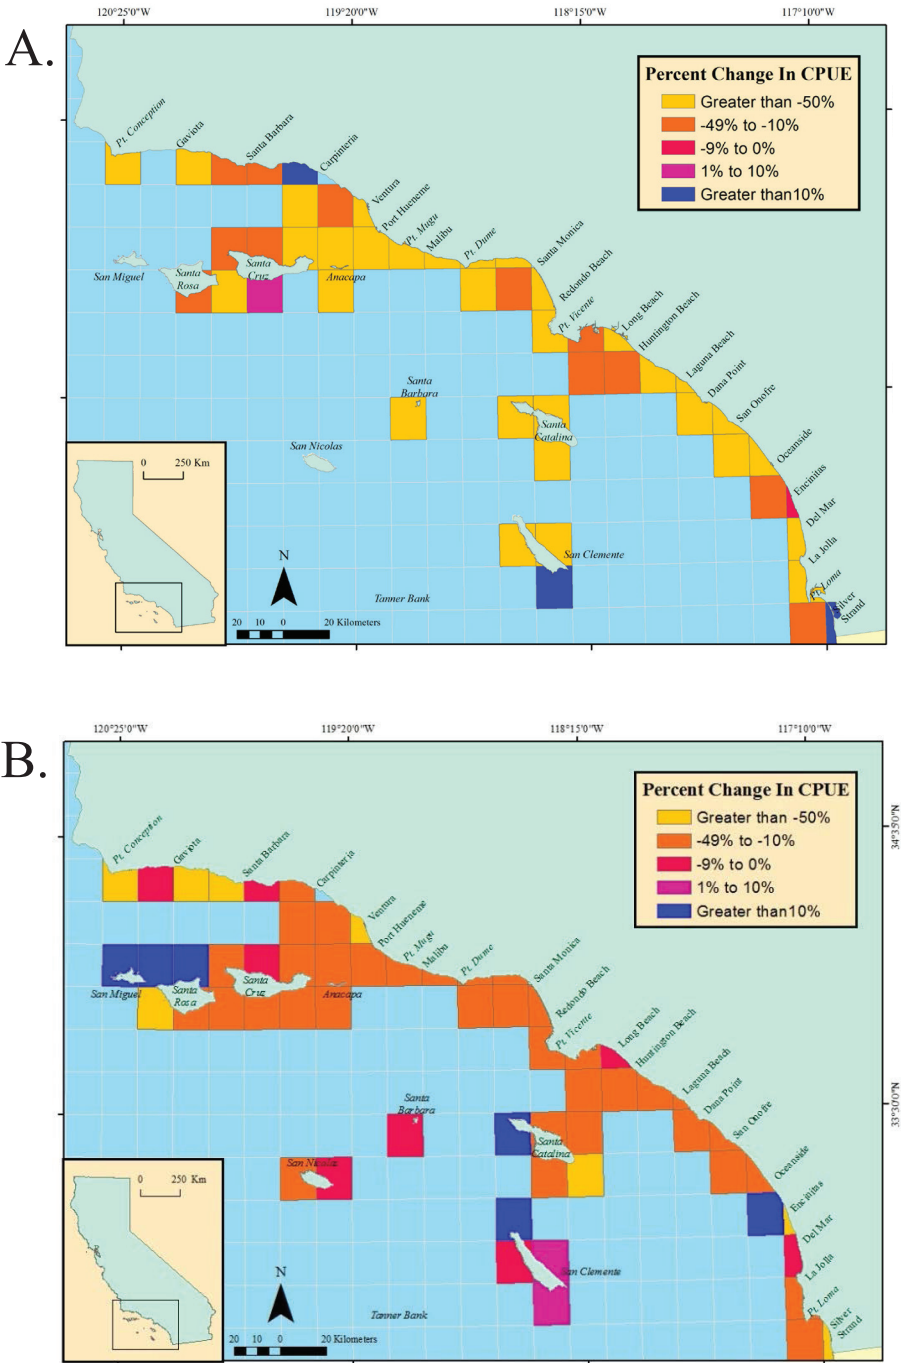 A.
120°25'0"W 119°20'0"W 118°15'0"W 117°10'0"W
Percent Change In CPUE
Greater than -50%
-49% to -10%
-9% to 0%
1% to 10%
Greater than10%
Pt. Conception
Gaviota
Santa Barbara
Carpinteria
Ventura
Port Hueneme
Pt. Mugu
Malibu
Pt. Dume
Santa Monica
Redondo Beach
Pt. Vicente
Long Beach
Huntington Beach
Laguna Beach
Dana Point
San Onofre
Oceanside
Encinitas
Del Mar
La Jolla
Pt. Loma
Silver
Strand
San Miguel
Santa
Rosa
Santa
Cruz
Anacapa
Santa
Barbara
San Nicolas
Santa
Catalina
San Clemente
Tanner Bank
0 250 Km
N
20 10 0 20 Kilometers
B.
120°25'0"W 119°20'0"W 118°15'0"W 117°10'0"W
Percent Change In CPUE
Greater than -50%
-49% to -10%
-9% to 0%
1% to 10%
Greater than10%
34°35'0"N
33°30'0"N
Pt. Conception
Gaviota
Santa Barbara
Carpinteria
Ventura
Port Hueneme
Pt. Mugu
Malibu
Pt. Dume
Santa Monica
Redondo Beach
Pt. Vicente
Long Beach
Huntington Beach
Laguna Beach
Dana Point
San Onofre
Oceanside
Encinitas
Del Mar
La Jolla
Pt. Loma
Silver
Strand
San Miguel
Santa
Rosa
Santa
Cruz
Anacapa
Santa
Barbara
San Nicolas
Santa
Catalina
San Clemente
Tanner Bank
0 250 Km
N
20 10 0 20 Kilometers